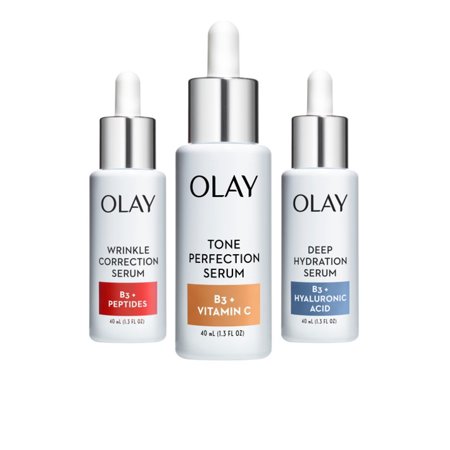 OLAY
WRINKLE
CORRECTION
SERUM
B3 +
PEPTIDES
40 mL (1.3 FL OZ)
OLAY
TONE
PERFECTION
SERUM
B3 +
VITAMIN C
40 mL (1.3 FL OZ)
OLAY
DEEP
HYDRATION
SERUM
B3 +
HYALURONIC
ACID
40 mL (1.3 FL OZ)